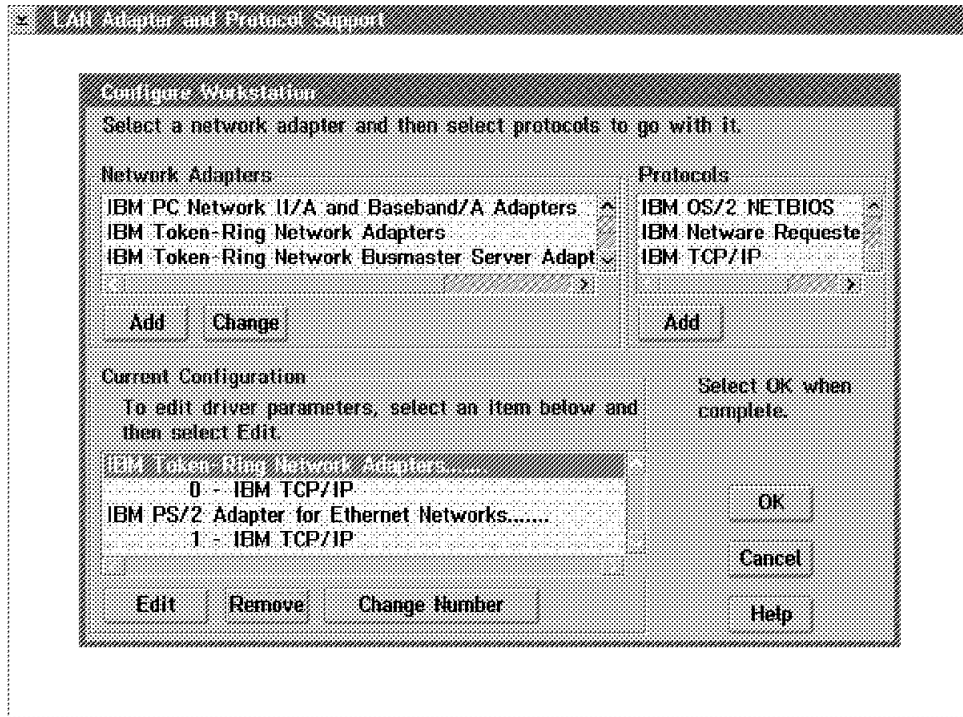 LAN Adapter and Protocol Support
Configure Workstation
Select a network adapter and then select protocols to go with it.
Network Adapters
IBM PC Network II/A and Baseband/A Adapters
IBM Token-Ring Network Adapters
IBM Token-Ring Network Busmaster Server Adapt
Add
Change
Protocols
IBM OS/2 NETBIOS
IBM Netware Requeste
IBM TCP/IP
Add
Current Configuration
To edit driver parameters, select an item below and
then select Edit.
IBM Token-Ring Network Adapters.......
0 - IBM TCP/IP
IBM PS/2 Adapter for Ethernet Networks.......
1 - IBM TCP/IP
Edit
Remove
Change Number
Select OK when
complete.
OK
Cancel
Help